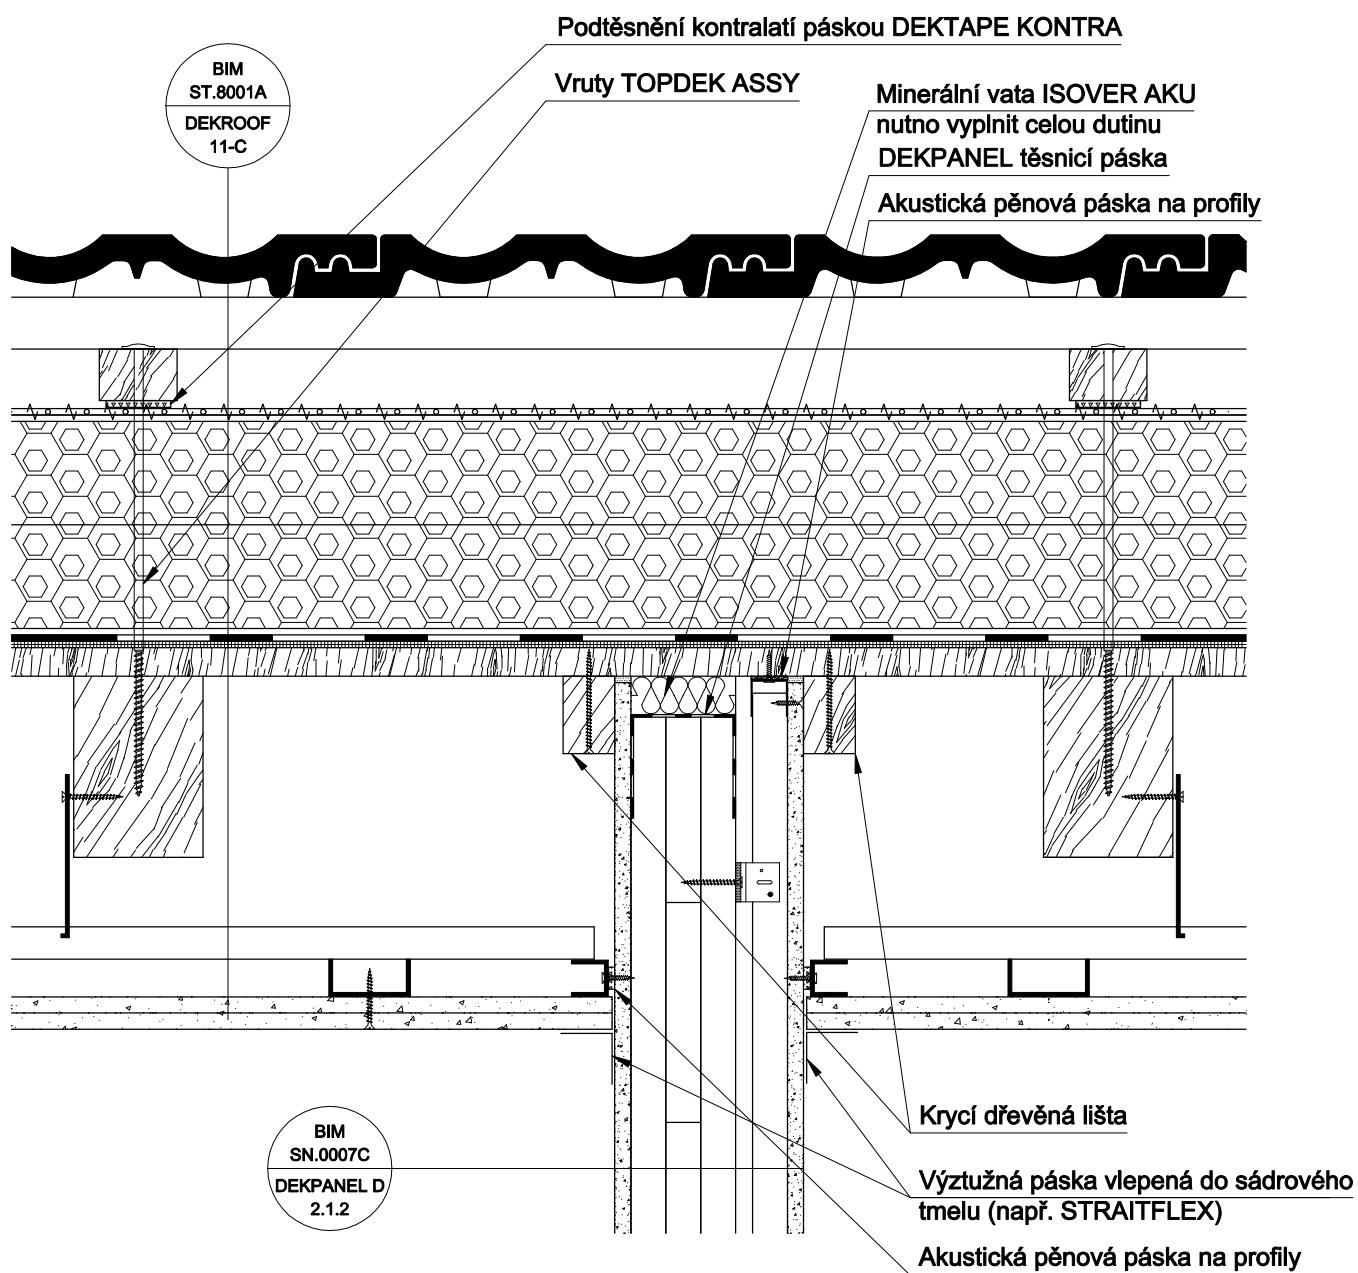 Podtěsnění kontralatí páskou DEKTAPE KONTRA
BIM
ST.8001A
DEKROOF
11-C
Vruty TOPDEK ASSY
Minerální vata ISOVER AKU
nutno vyplnit celou dutinu
DEKPANEL těsnicí páska
Akustická pěnová páska na profily
Krycí dřevěná lišta
BIM
SN.0007C
DEKPANEL D
2.1.2
Výztužná páska vlepená do sádrového
tmelu (např. STRAITFLEX)
Akustická pěnová páska na profily